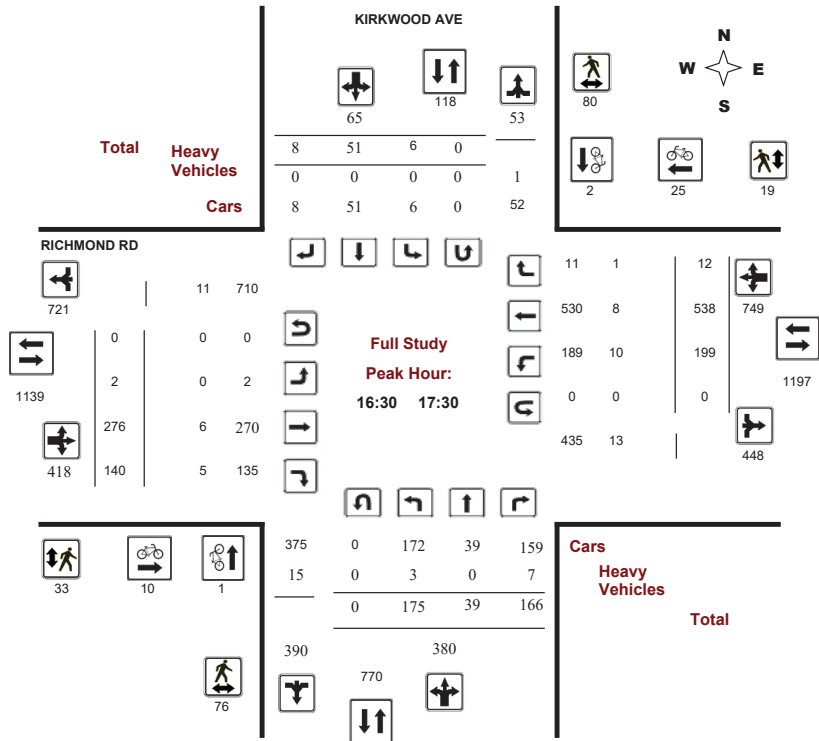 KIRKWOOD AVE
N
W E
S
118
80
65 53
Total Heavy Vehicles
8 51 6 0
0 0 0 0 1
2 25 19
Cars
8 51 6 0 52
RICHMOND RD
11 1 12
11 710
721
530 8 538 749
0 0 0
Full Study
189 10 199
Peak Hour:
2 0 2
1139
16:30 17:30
0 0 0
1197
276 6 270
435 13
448
418 140 5 135
375 0 172 39 159
Cars
15 0 3 0 7
Heavy Vehicles
33 10 1
0 175 39 166
Total
390 380
770
76